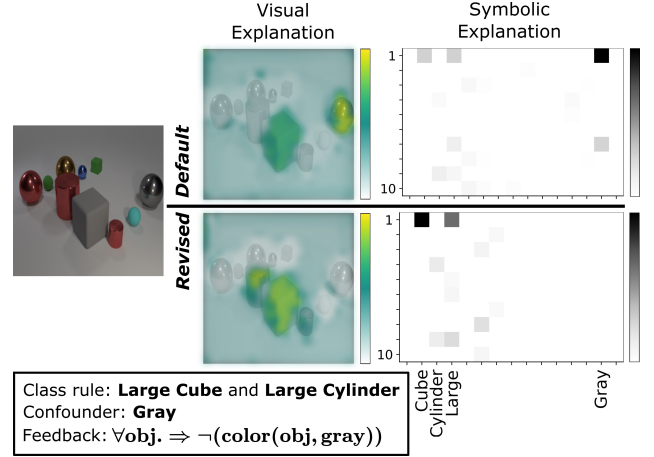 Visual
Explanation
Symbolic
Explanation
Default
1
10
Revised
1
10
Cube
Cylinder
Large
Gray
Class rule: Large Cube and Large Cylinder
Confounder: Gray
Feedback: ∀obj. ⇒ ¬(color(obj, gray))